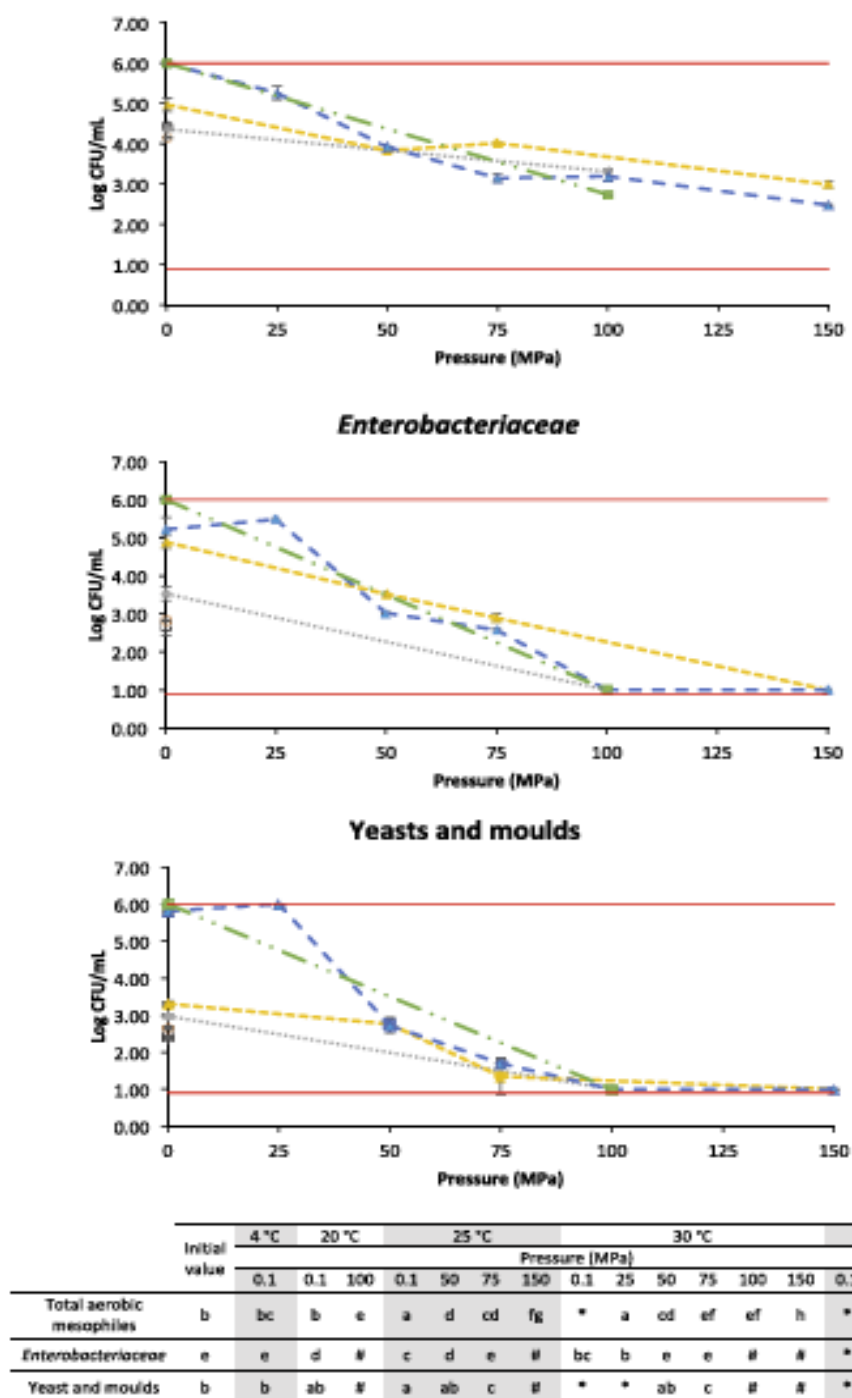 7.00
6.00
5.00
4.00
3.00
2.00
1.00
0.00
Log CFU/mL
0 25 50 75 100 125 150
Pressure (MPa)
Enterobacteriaceae
7.00
6.00
5.00
4.00
3.00
2.00
1.00
0.00
Log CFU/mL
0 25 50 75 100 125 150
Pressure (MPa)
Yeasts and moulds
7.00
6.00
5.00
4.00
3.00
2.00
1.00
0.00
Log CFU/mL
0 25 50 75 100 125 150
Pressure (MPa)
Initial value 4 °C 20 °C 25 °C 30 °C
Pressure (MPa)
0.1 0.1 100 0.1 50 75 150 0.1 25 50 75 100 150 0.1
Total aerobic mesophiles b bc b e a d cd fg * a cd ef ef h *
Enterobacteriaceae e e d # c d e # bc b e e # # *
Yeast and moulds b b ab # a ab c # * * ab c # # *